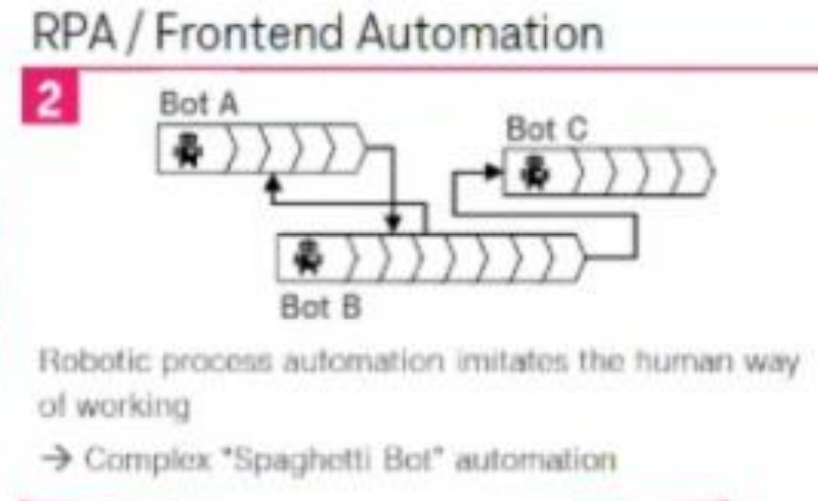 RPA / Frontend Automation
2
Bot A
Bot C
Bot B
Robotic process automation imitates the human way
of working
→ Complex "Spaghetti Bot" automation